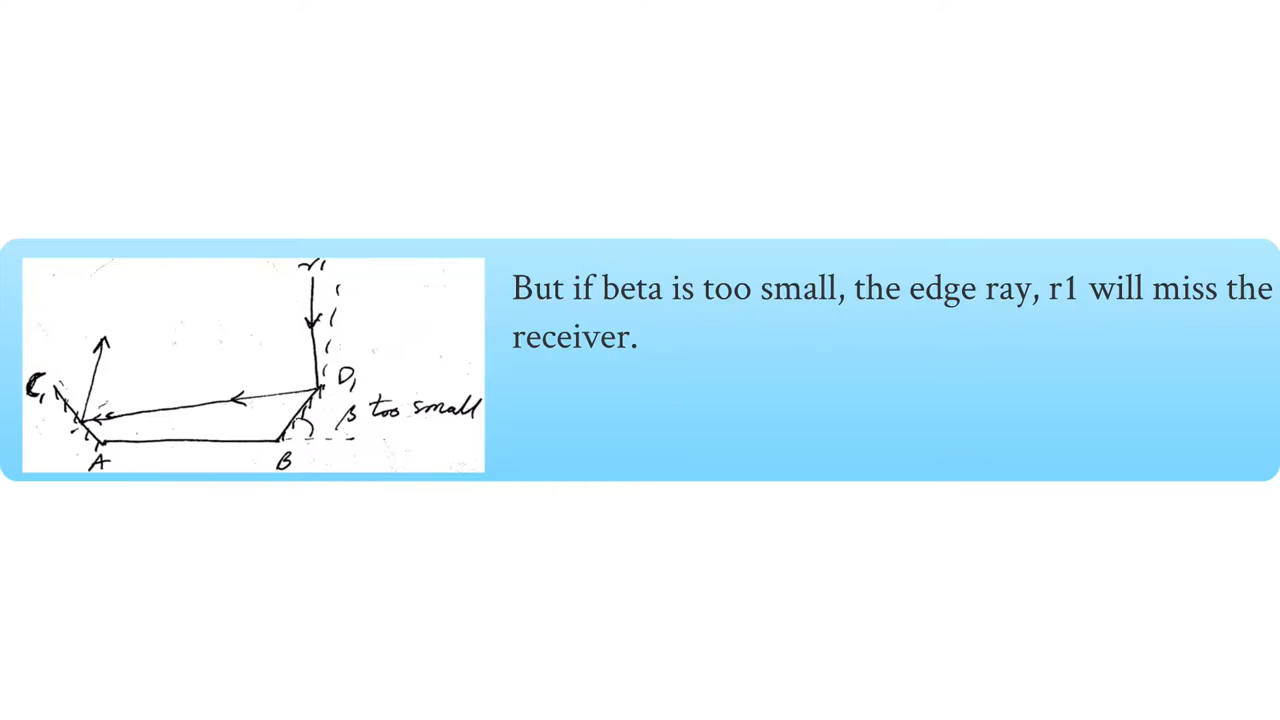 r1
C1
D1
β too small
A
B
But if beta is too small, the edge ray, r1 will miss the
receiver.